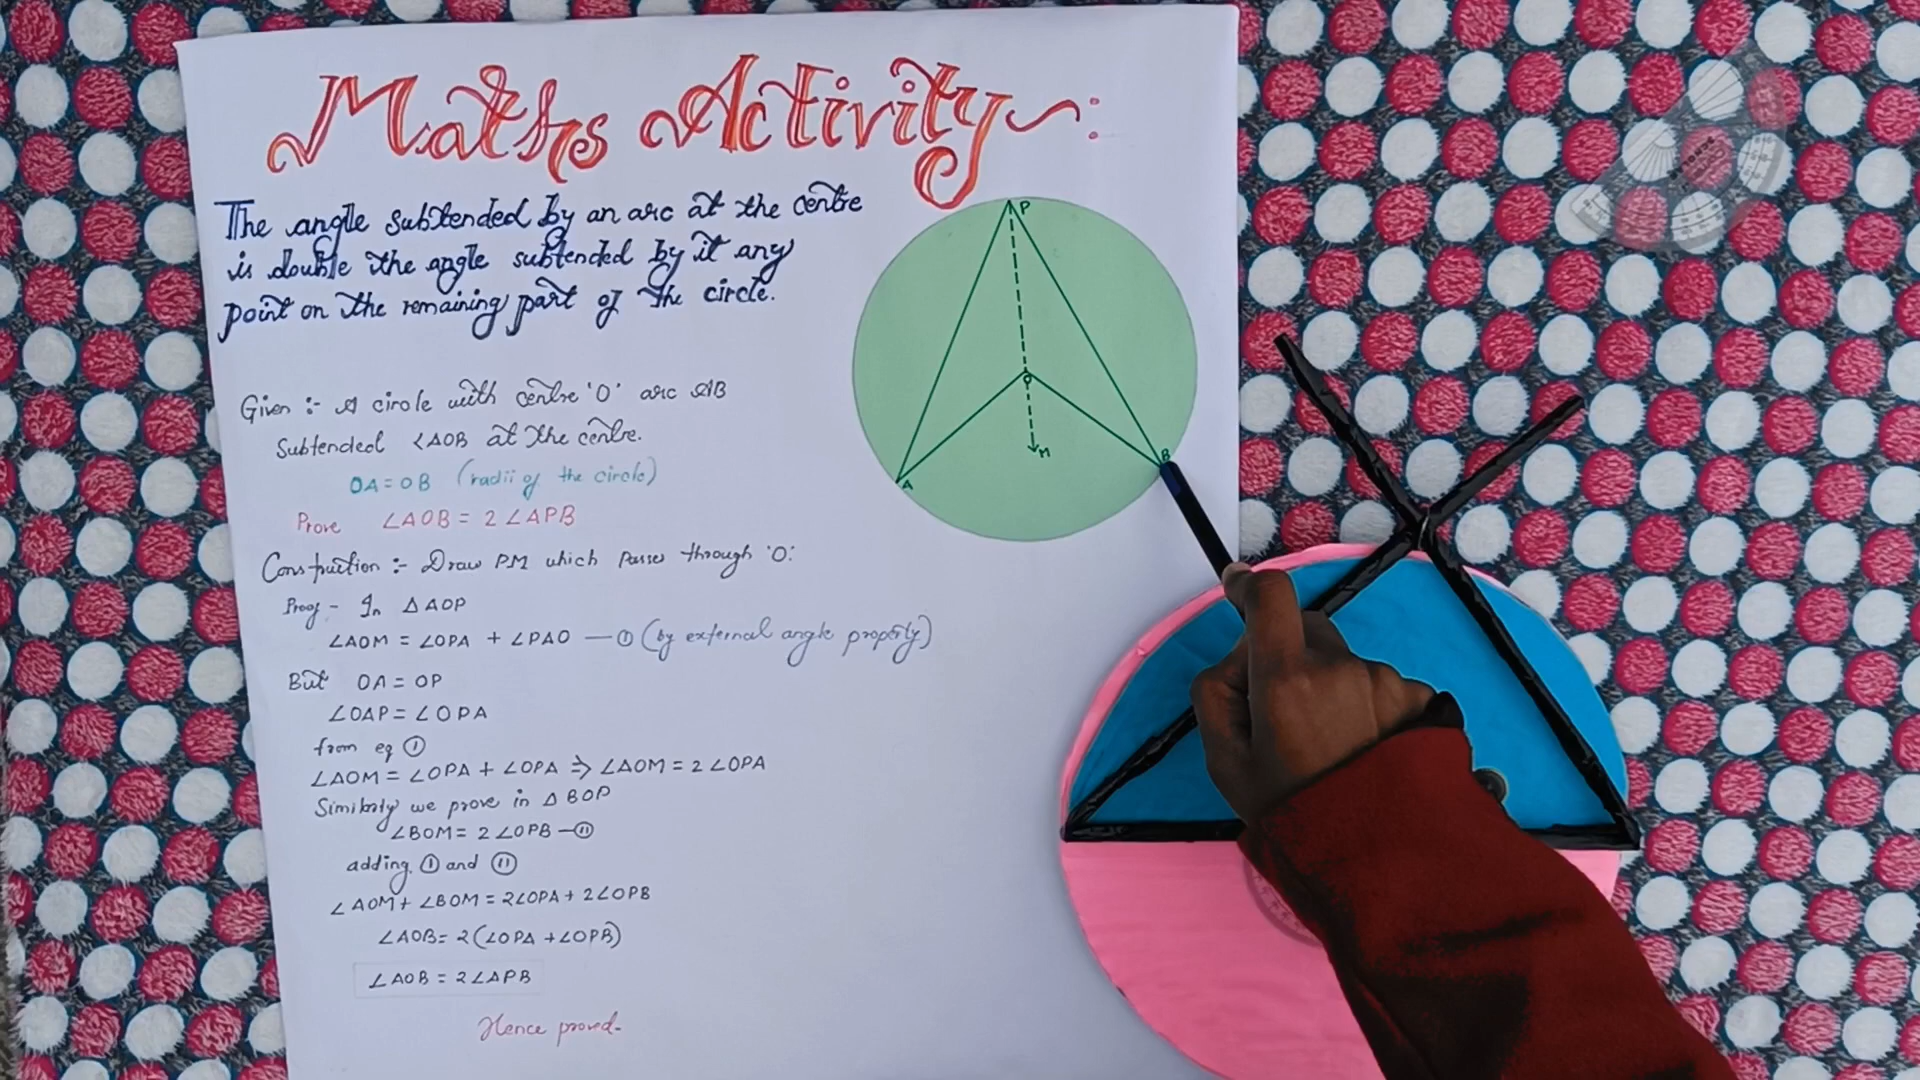 Maths Activity ~:
The angle subtended by an arc at the centre
is double the angle subtended by it any
point on the remaining part of the circle.
Given :- A circle with centre 'O' arc AB
Subtended ∠AOB at the centre.
OA = OB (radii of the circle)
Prove ∠AOB = 2∠APB
Construction :- Draw PM which passes through 'O'.
Proof - In △AOP
∠AOM = ∠OPA + ∠PAO — ① (by external angle property)
But OA = OP
∠OAP = ∠OPA
from eq ①
∠AOM = ∠OPA + ∠OPA ⇒ ∠AOM = 2∠OPA
Similarly we prove in △BOP
∠BOM = 2∠OPB — ⑪
adding ① and ⑪
∠AOM + ∠BOM = 2∠OPA + 2∠OPB
∠AOB = 2(∠OPA + ∠OPB)
∠AOB = 2∠APB
Hence proved.
P
O
M
A
B